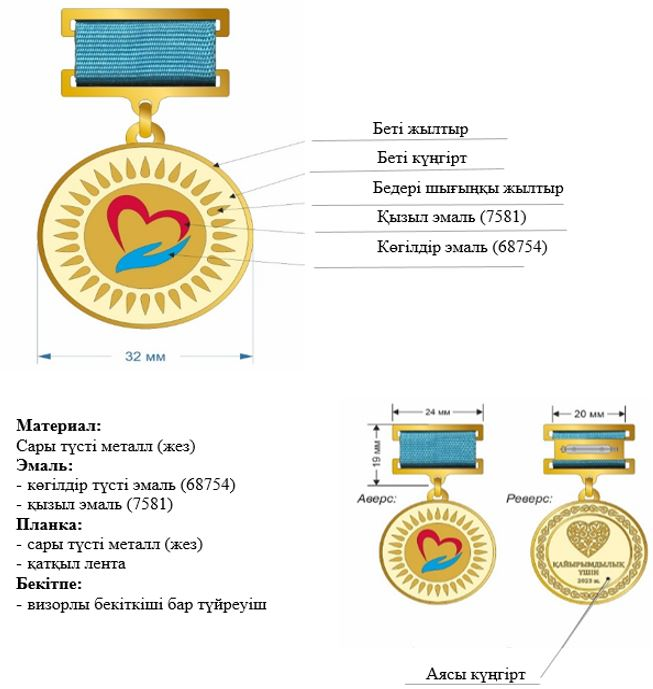 Беті жылтыр
Беті күңгірт
Бедері шығыңқы жылтыр
Қызыл эмаль (7581)
Көгілдір эмаль (68754)
32 мм
Материал:
Сары түсті металл (жез)
Эмаль:
- көгілдір түсті эмаль (68754)
- қызыл эмаль (7581)
Планка:
- сары түсті металл (жез)
- қатқыл лента
Бекітпе:
- визорлы бекіткіші бар түйреуіш
24 мм
20 мм
19 мм
Аверс:
Реверс:
ҚАЙЫРЫМДЫЛЫҚ
ҮШІН
2023 ж.
Аясы күңгірт